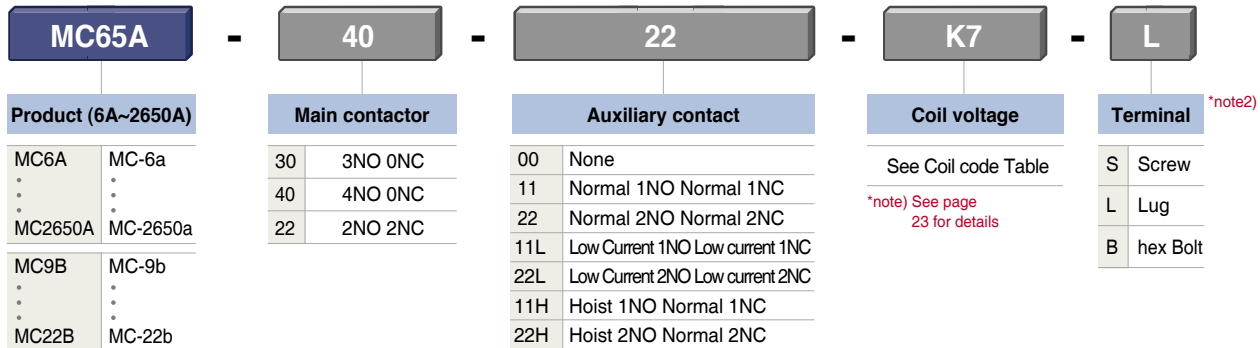 MC65A - 40 - 22 - K7 - L
Product (6A~2650A) Main contactor Auxiliary contact Coil voltage Terminal *note2)
MC6A MC-6a
MC2650A MC-2650a
MC9B MC-9b
MC22B MC-22b
30 3NO 0NC
40 4NO 0NC
22 2NO 2NC
00 None
11 Normal 1NO Normal 1NC
22 Normal 2NO Normal 2NC
11L Low Current 1NO Low current 1NC
22L Low Current 2NO Low current 2NC
11H Hoist 1NO Normal 1NC
22H Hoist 2NO Normal 2NC
See Coil code Table
*note) See page
23 for details
S Screw
L Lug
B hex Bolt